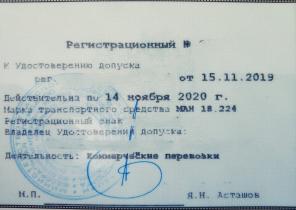 Регистрационный №
К Удостоверению допуска
рег. от 15.11.2019
Действительна по 14 ноября 2020 г.
Марка транспортного средства МАН 18.224
Регистрационный знак
Владелец Удостоверения допуска:
Деятельность: Коммерческие перевозки
М.П. Я.Н. Асташов